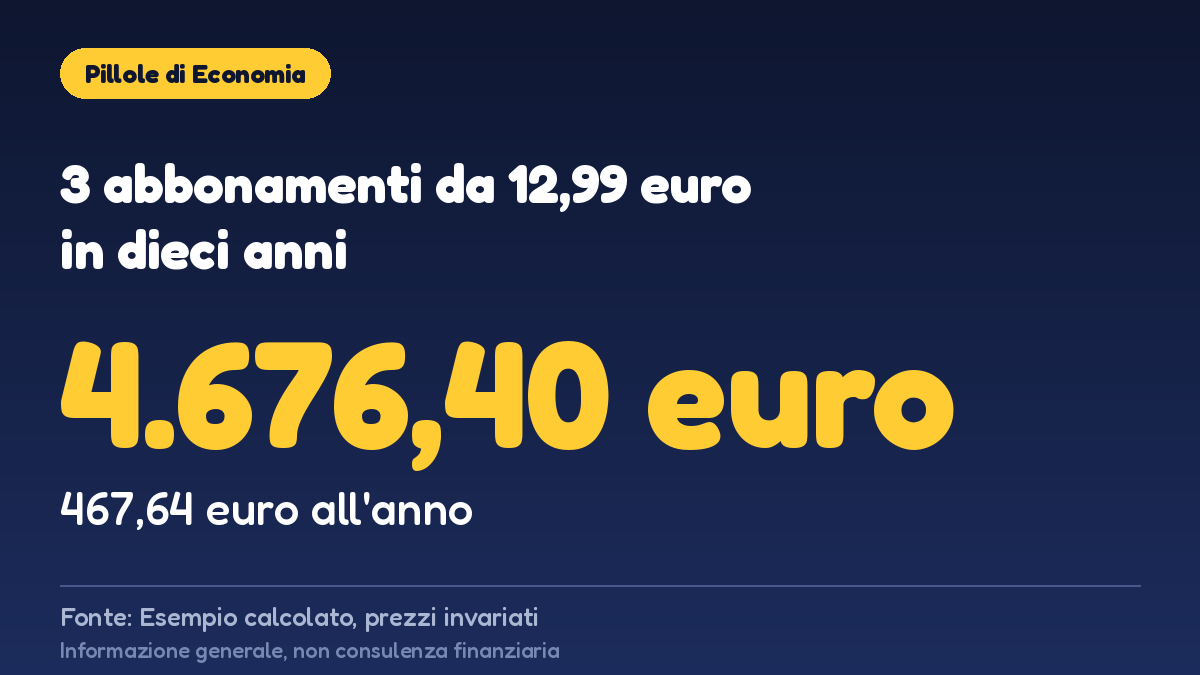 Pillole di Economia
3 abbonamenti da 12,99 euro
in dieci anni
4.676,40 euro
467,64 euro all'anno
Fonte: Esempio calcolato, prezzi invariati
Informazione generale, non consulenza finanziaria